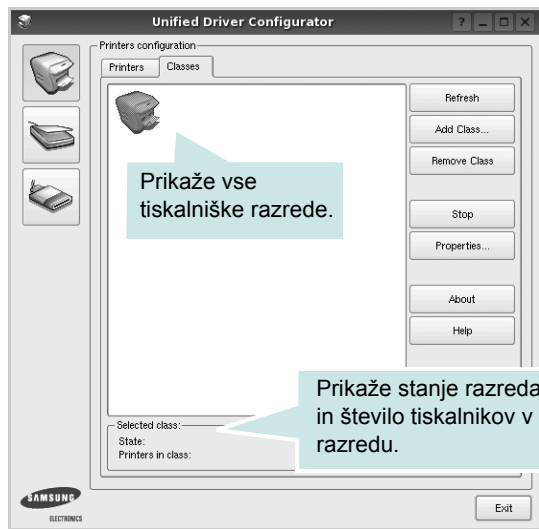 Unified Driver Configurator
Printers configuration
Printers Classes
Refresh
Add Class...
Remove Class
Prikaže vse
tiskalniške razrede.
Stop
Properties...
About
Help
Prikaže stanje razreda
in število tiskalnikov v
razredu.
Selected class:
State:
Printers in class:
SAMSUNG
ELECTRONICS
Exit